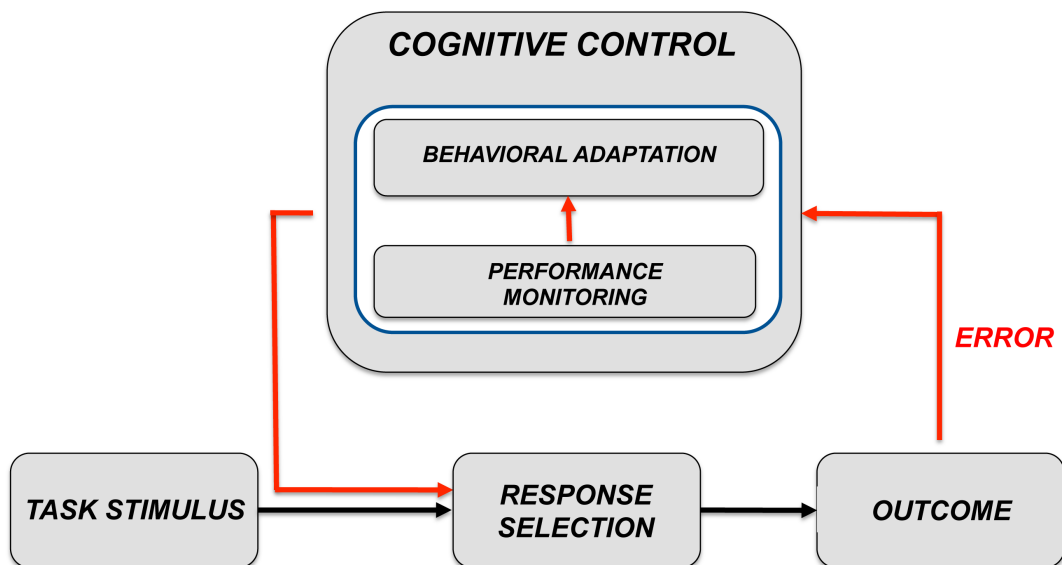 COGNITIVE CONTROL
BEHAVIORAL ADAPTATION
PERFORMANCE
MONITORING
ERROR
TASK STIMULUS
RESPONSE
SELECTION
OUTCOME